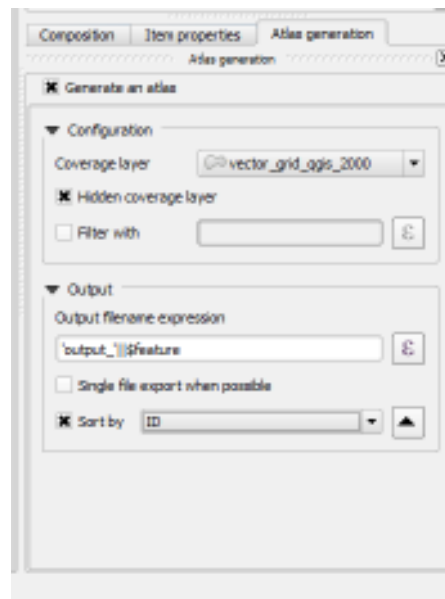 Composition Item properties Atlas generation
Atlas generation
Generate an atlas
Configuration
Coverage layer vector_grid_qgis_2000
Hidden coverage layer
Filter with ε
Output
Output filename expression
'output_'||$feature ε
Single file export when possible
Sort by ID